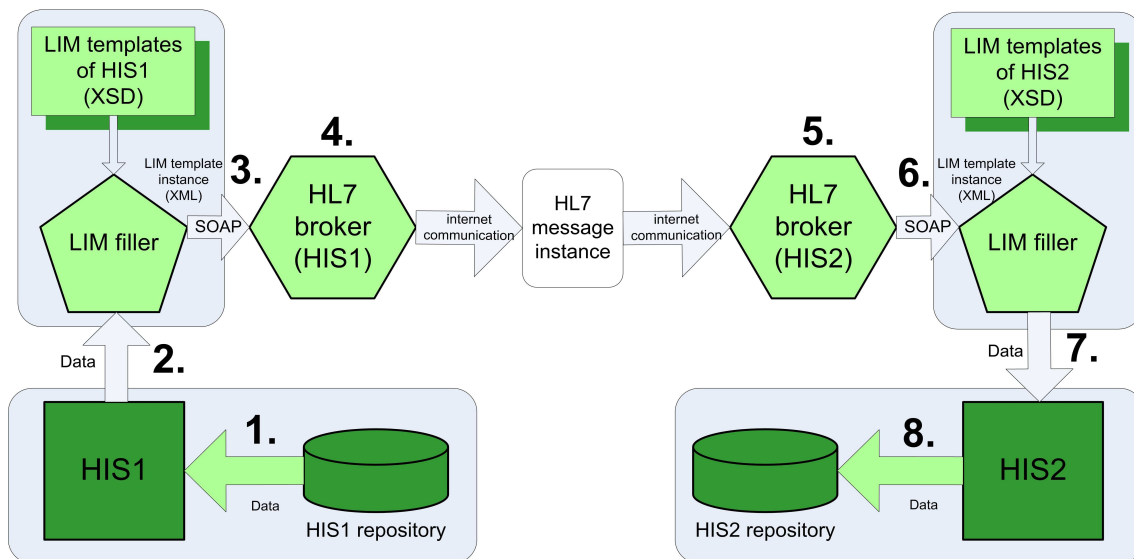 LIM templates
of HIS1
(XSD)
LIM template
instance
(XML)
LIM filler
3.
SOAP
4.
HL7
broker
(HIS1)
internet
communication
HL7
message
instance
internet
communication
5.
HL7
broker
(HIS2)
6.
SOAP
LIM templates
of HIS2
(XSD)
LIM template
instance
(XML)
LIM filler
Data
2.
HIS1
1.
Data
HIS1 repository
Data
7.
HIS2
8.
Data
HIS2 repository